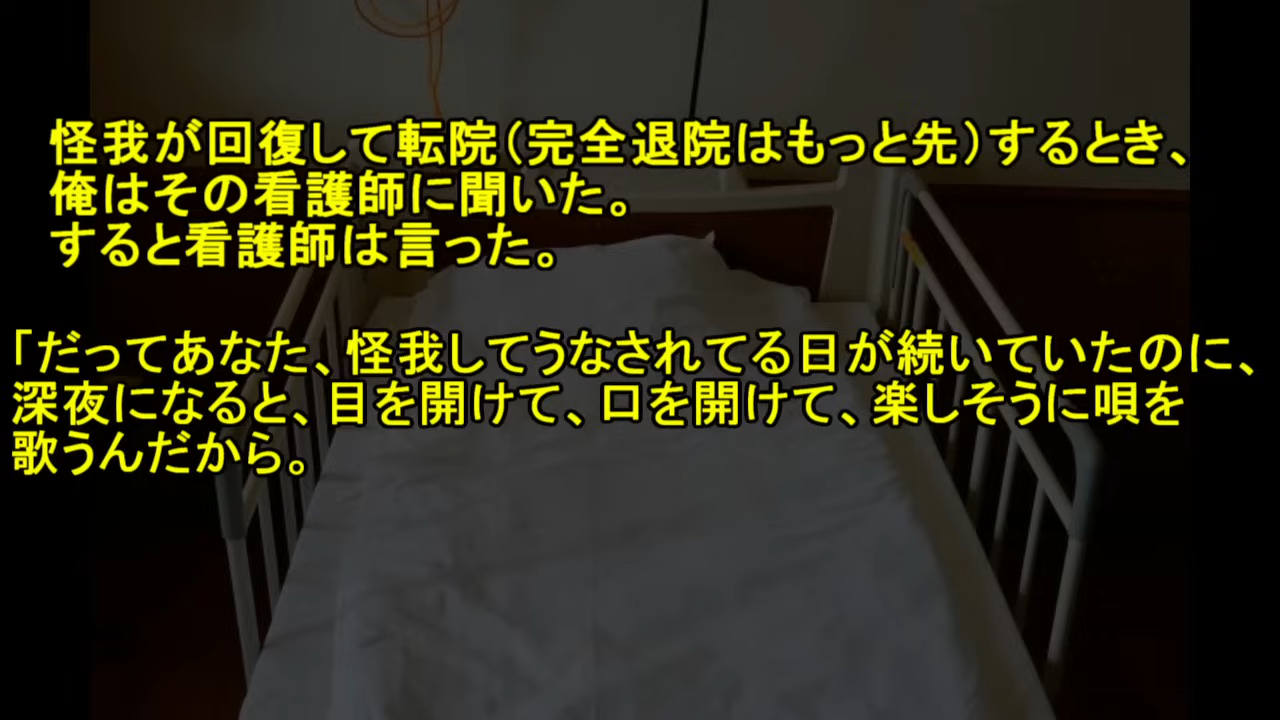 怪我が回復して転院（完全退院はもっと先）するとき、
俺はその看護師に聞いた。
すると看護師は言った。
「だってあなた、怪我してうなされてる日が続いていたのに、
深夜になると、目を開けて、口を開けて、楽しそうに唄を
歌うんだから。